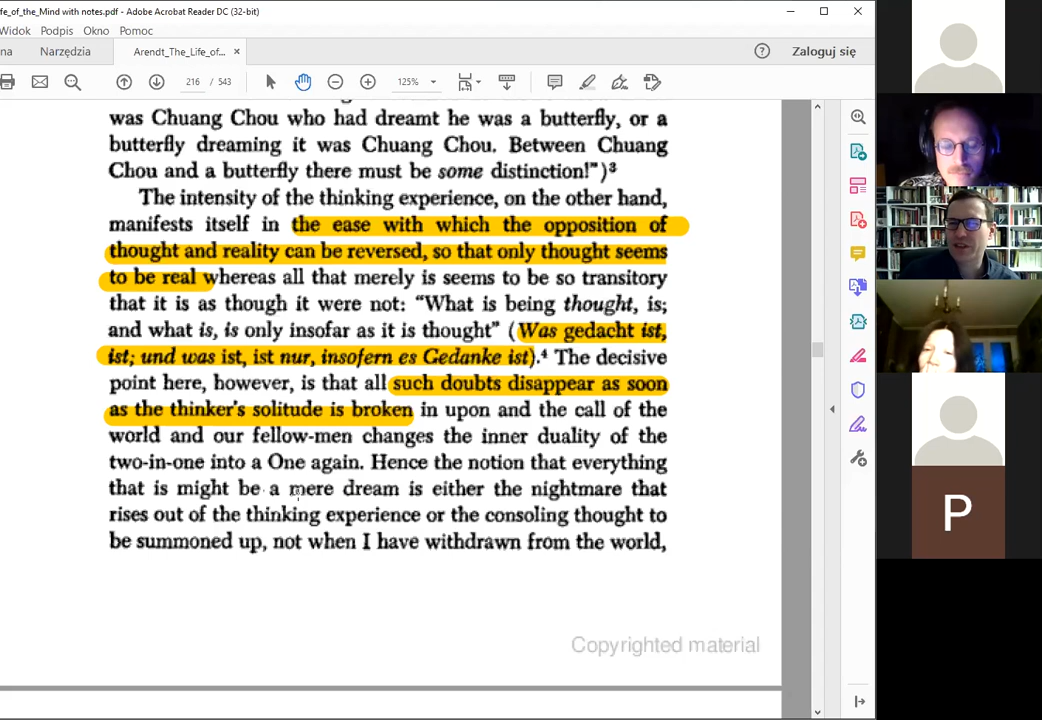 fe_of_the_Mind with notes.pdf - Adobe Acrobat Reader DC (32-bit)
Widok Podpis Okno Pomoc
na Narzędzia Arendt_The_Life_of... × Zaloguj się
216 / 543 125%
was Chuang Chou who had dreamt he was a butterfly, or a
butterfly dreaming it was Chuang Chou. Between Chuang
Chou and a butterfly there must be some distinction!”)³
The intensity of the thinking experience, on the other hand,
manifests itself in the ease with which the opposition of
thought and reality can be reversed, so that only thought seems
to be real whereas all that merely is seems to be so transitory
that it is as though it were not: “What is being thought, is;
and what is, is only insofar as it is thought” (Was gedacht ist,
ist; und was ist, ist nur, insofern es Gedanke ist).⁴ The decisive
point here, however, is that all such doubts disappear as soon
as the thinker's solitude is broken in upon and the call of the
world and our fellow-men changes the inner duality of the
two-in-one into a One again. Hence the notion that everything
that is might be a mere dream is either the nightmare that
rises out of the thinking experience or the consoling thought to
be summoned up, not when I have withdrawn from the world,
Copyrighted material
P